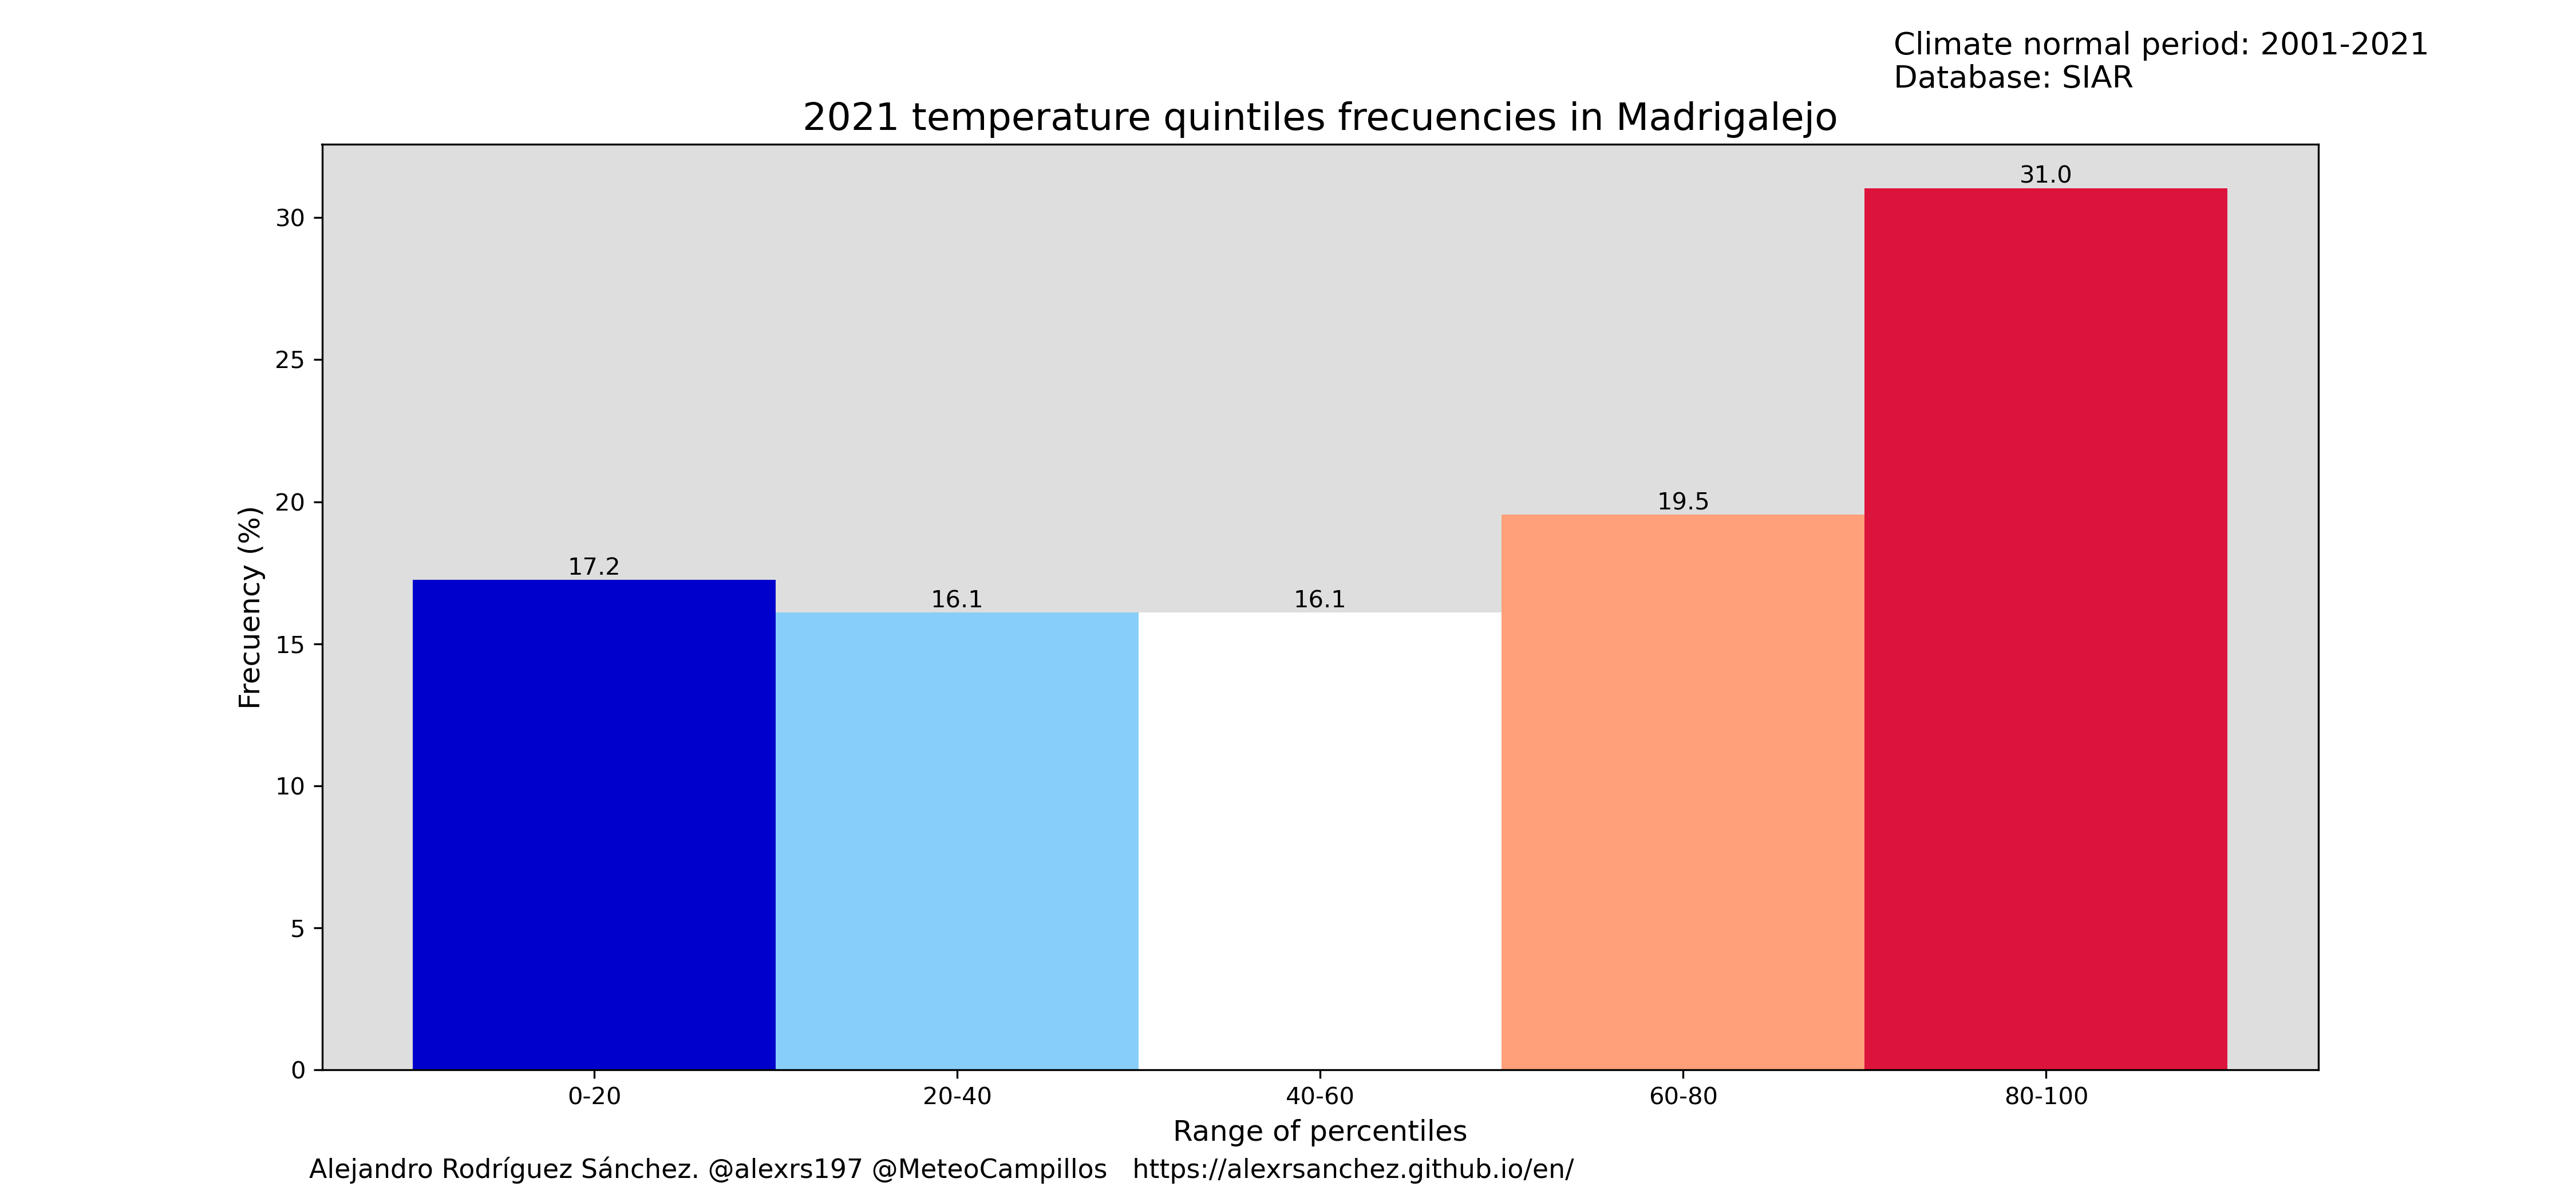 Climate normal period: 2001-2021
Database: SIAR
2021 temperature quintiles frecuencies in Madrigalejo
31.0
30
25
20
19.5
17.2
16.1
16.1
15
10
5
0
Frecuency (%)
0-20 20-40 40-60 60-80 80-100
Range of percentiles
Alejandro Rodríguez Sánchez. @alexrs197 @MeteoCampillos https://alexrsanchez.github.io/en/